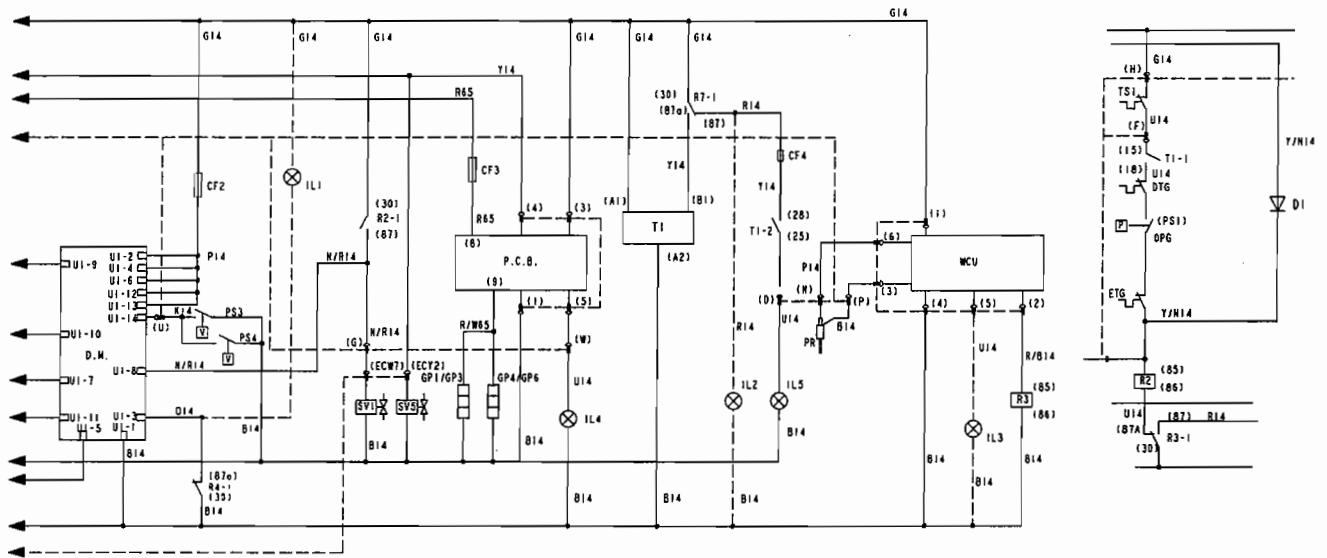 G14
G14
G14
G14
G14
G14
G14
Y14
R65
(30) R7-1
(87a)
(87)
R14
CF2
IL1
CF3
Y14
CF4
(30)
R2-1
(87)
R65
(4)
(3)
(A1)
(B1)
T1
(A2)
Y14
(28)
T1-2
(25)
(1)
(6)
WCU
U1-9
U1-2
U1-4
U1-6
U1-12
U1-13
U1-14
P14
N/R14
(8)
P.C.B.
(9)
(1)
(5)
P14
(3)
(N)
(P)
(4)
(5)
(2)
N14
(U)
PS3
V
PS4
V
U1-10
D.M.
U1-8
N/R14
N/R14
(G)
R/W65
(W)
(D)
U14
PR
B14
R14
U14
R/B14
U1-7
(ECW7)
(ECY2)
GP1/GP3
GP4/GP6
SV1
SV5
U14
IL4
IL2
IL5
R3
(85)
(86)
U1-11
U1-5
U1-3
U1-1
O14
B14
B14
B14
B14
B14
B14
IL3
(87a)
R4-1
(30)
B14
B14
B14
B14
B14
B14
(H)
G14
TS1
U14
(F)
(15)
T1-1
(18)
U14
DTG
Y/N14
D1
P
(PS1)
OPG
ETG
Y/N14
(85)
R2
(86)
U14
(87)
R14
(87A
R3-1
(30)